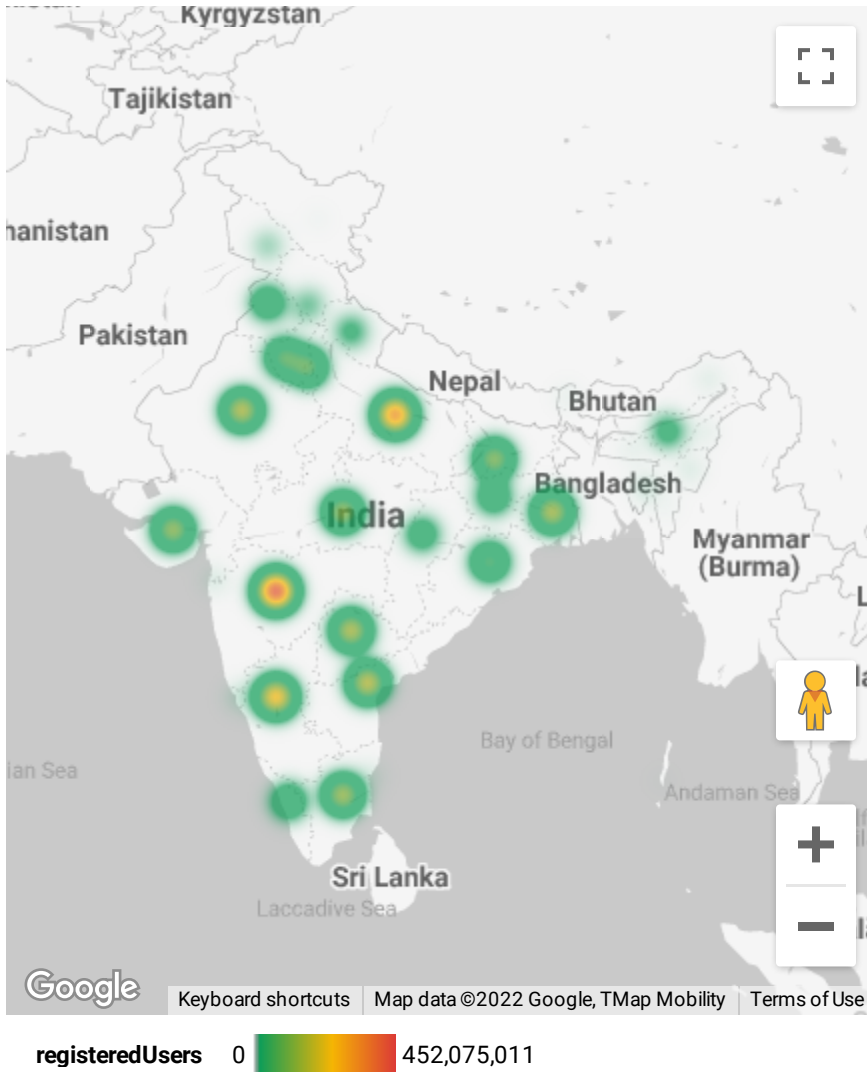 Kyrgyzstan
Tajikistan
hanistan
Pakistan
Nepal
Bhutan
Bangladesh
India
Myanmar
(Burma)
Bay of Bengal
ian Sea
Andaman Sea
Sri Lanka
Laccadive Sea
Google
Keyboard shortcuts
Map data ©2022 Google, TMap Mobility
Terms of Use
registeredUsers 0 452,075,011